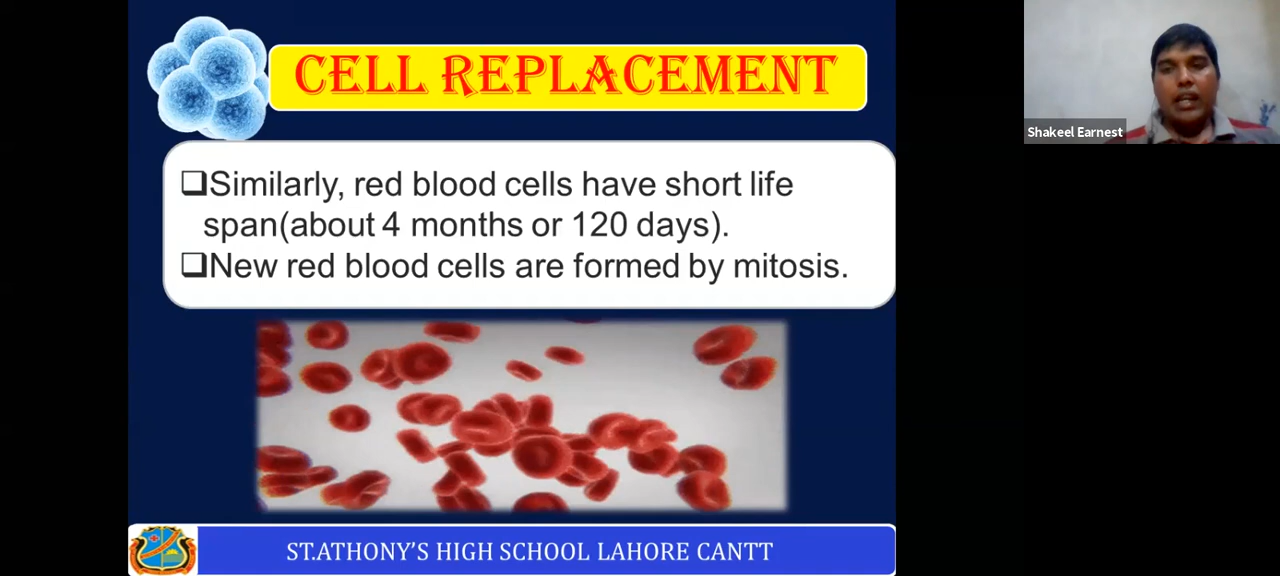 CELL REPLACEMENT
Shakeel Earnest
❑Similarly, red blood cells have short life
span(about 4 months or 120 days).
❑New red blood cells are formed by mitosis.
ST.ATHONY'S HIGH SCHOOL LAHORE CANTT